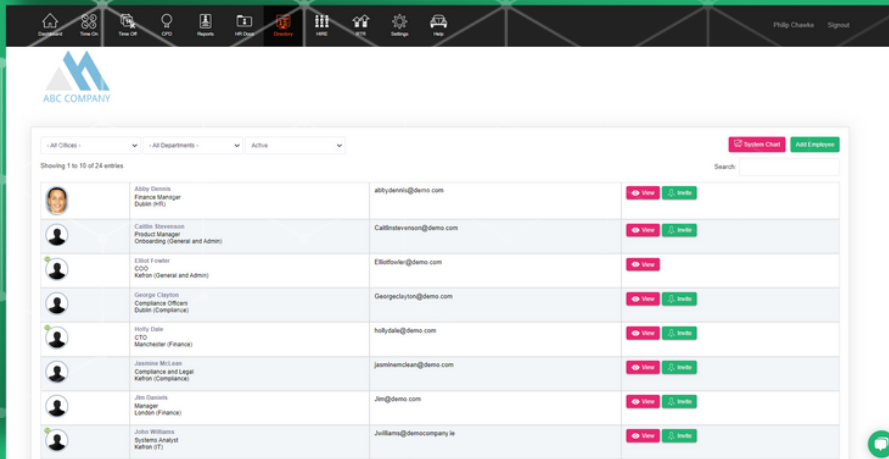 Dashboard Time On Time Off CPD Reports HR Docs Directory HIRE RTR Settings Help Philip Chawke Signout
ABC COMPANY
- All Offices - - All Departments - Active System Chart Add Employee
Showing 1 to 10 of 24 entries Search:
Abby Dennis abbydennis@demo.com View Invite
Finance Manager
Dublin (HR)
Caitlin Stevenson Caitlinstevenson@demo.com View Invite
Product Manager
Onboarding (General and Admin)
Elliot Fowler Elliotfowler@demo.com View
COO
Kefron (General and Admin)
George Clayton Georgeclayton@demo.com View Invite
Compliance Officers
Dublin (Compliance)
Holly Dale hollydale@demo.com View Invite
CTO
Manchester (Finance)
Jasmine McLean jasminemclean@demo.com View Invite
Compliance and Legal
Kefron (Compliance)
Jim Daniels Jim@demo.com View Invite
Manager
London (Finance)
John Williams Jwilliams@democompany.ie View Invite
Systems Analyst
Kefron (IT)